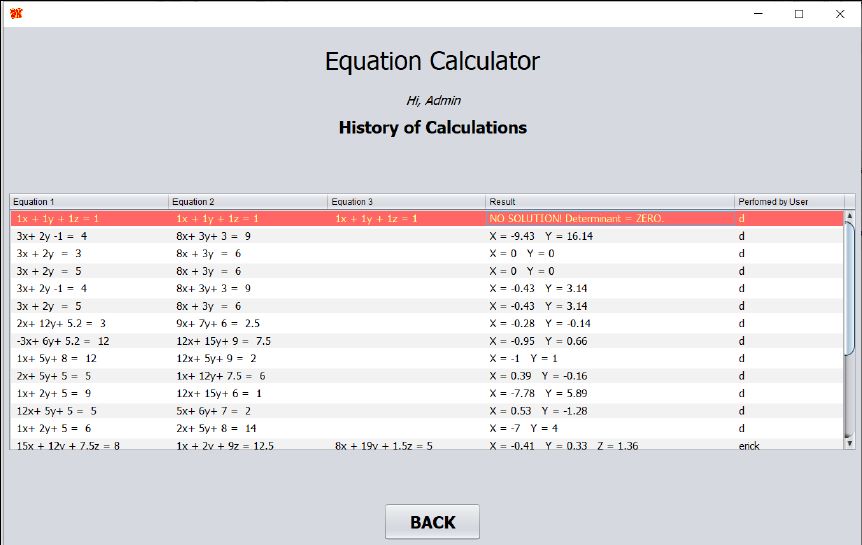 Equation Calculator
Hi, Admin
History of Calculations
Equation 1 Equation 2 Equation 3 Result Perfomed by User
1x + 1y + 1z = 1 1x + 1y + 1z = 1 1x + 1y + 1z = 1 NO SOLUTION! Determinant = ZERO. d
3x+ 2y -1 = 4 8x+ 3y+ 3 = 9 X = -9.43 Y = 16.14 d
3x + 2y = 3 8x + 3y = 6 X = 0 Y = 0 d
3x + 2y = 5 8x + 3y = 6 X = 0 Y = 0 d
3x+ 2y -1 = 4 8x+ 3y+ 3 = 9 X = -0.43 Y = 3.14 d
3x + 2y = 5 8x + 3y = 6 X = -0.43 Y = 3.14 d
2x+ 12y+ 5.2 = 3 9x+ 7y+ 6 = 2.5 X = -0.28 Y = -0.14 d
-3x+ 6y+ 5.2 = 12 12x+ 15y+ 9 = 7.5 X = -0.95 Y = 0.66 d
1x+ 5y+ 8 = 12 12x+ 5y+ 9 = 2 X = -1 Y = 1 d
2x+ 5y+ 5 = 5 1x+ 12y+ 7.5 = 6 X = 0.39 Y = -0.16 d
1x+ 2y+ 5 = 9 12x+ 15y+ 6 = 1 X = -7.78 Y = 5.89 d
12x+ 5y+ 5 = 5 5x+ 6y+ 7 = 2 X = 0.53 Y = -1.28 d
1x+ 2y+ 5 = 6 2x+ 5y+ 8 = 14 X = -7 Y = 4 d
15x + 12y + 7.5z = 8 1x + 2y + 9z = 12.5 8x + 19y + 1.5z = 5 X = -0.41 Y = 0.33 Z = 1.36 erick
BACK